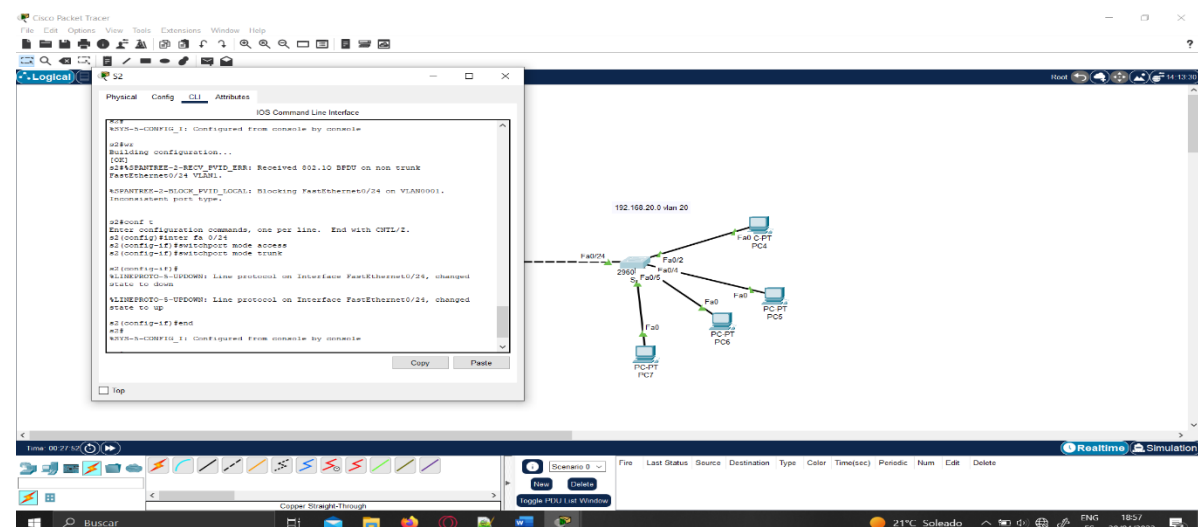 Cisco Packet Tracer
File Edit Options View Tools Extensions Window Help
?
Logical
Root
14:13:30
S2
Physical Config CLI Attributes
IOS Command Line Interface
s2#
%SYS-5-CONFIG_I: Configured from console by console
s2#wr
Building configuration...
[OK]
s2#%SPANTREE-2-RECV_PVID_ERR: Received 802.1Q BPDU on non trunk
FastEthernet0/24 VLAN1.
%SPANTREE-2-BLOCK_PVID_LOCAL: Blocking FastEthernet0/24 on VLAN0001.
Inconsistent port type.
s2#conf t
Enter configuration commands, one per line. End with CNTL/Z.
s2(config)#inter fa 0/24
s2(config-if)#switchport mode access
s2(config-if)#switchport mode trunk
s2(config-if)#
%LINEPROTO-5-UPDOWN: Line protocol on Interface FastEthernet0/24, changed
state to down
%LINEPROTO-5-UPDOWN: Line protocol on Interface FastEthernet0/24, changed
state to up
s2(config-if)#end
s2#
%SYS-5-CONFIG_I: Configured from console by console
Copy Paste
Top
192.168.20.0 vlan 20
Fa0 C-PT
PC4
Fa0/24
Fa0/2
2960
Fa0/4
Fa0/5
Fa0
PC-PT
PC5
Fa0
PC-PT
PC6
Fa0
PC-PT
PC7
Time: 00:27:52
Realtime Simulation
Scenario 0
Fire Last Status Source Destination Type Color Time(sec) Periodic Num Edit Delete
New Delete
Toggle PDU List Window
Copper Straight-Through
Buscar
21°C Soleado
ENG
18:57